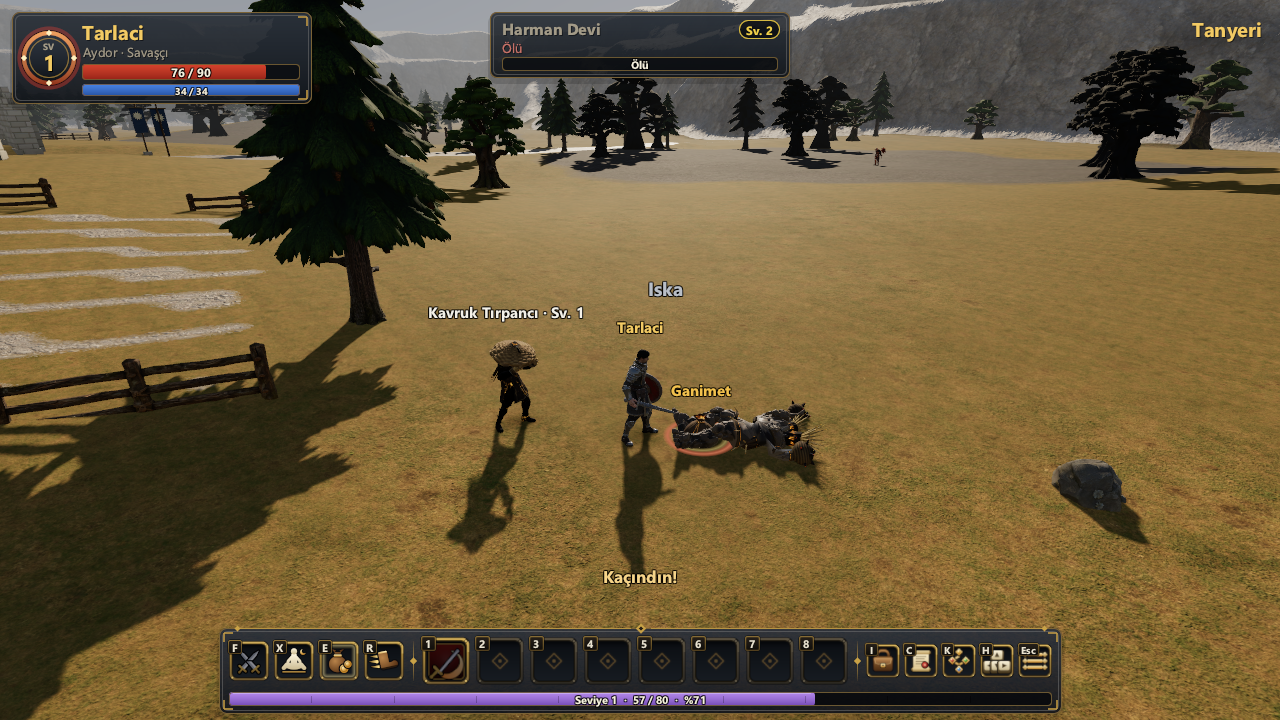 Tarlaci
SV
1
Aydor · Savaşçı
76 / 90
34 / 34
Harman Devi
Sv. 2
Ölü
Ölü
Tanyeri
Iska
Kavruk Tırpancı · Sv. 1
Tarlaci
Ganimet
Kaçındın!
F X E R 1 2 3 4 5 6 7 8 I C K H Esc
Seviye 1 · 57 / 80 · %71